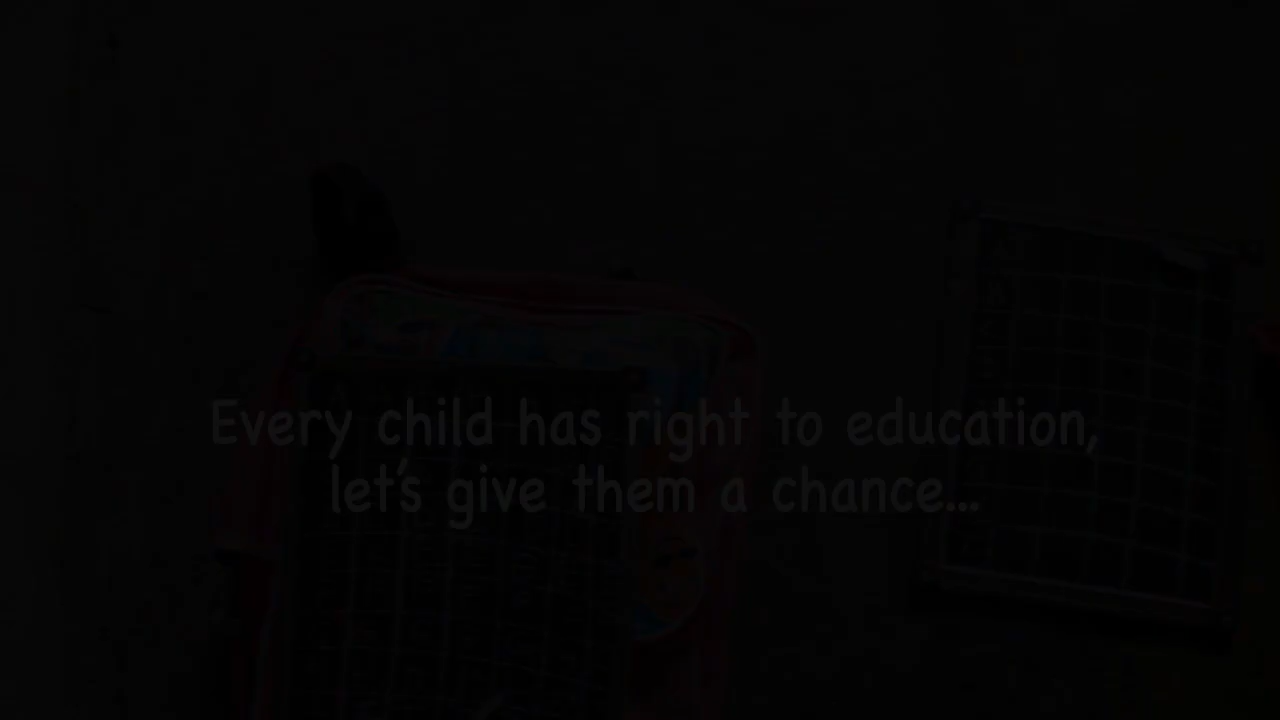 Every child has right to education,
let's give them a chance...